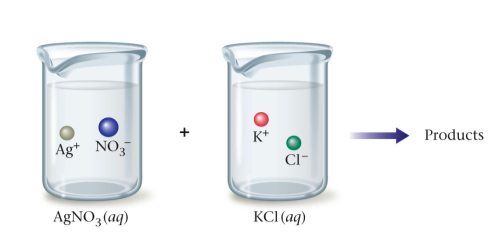 Ag⁺ NO₃⁻
+
K⁺
Cl⁻
Products
AgNO₃(aq)
KCl(aq)